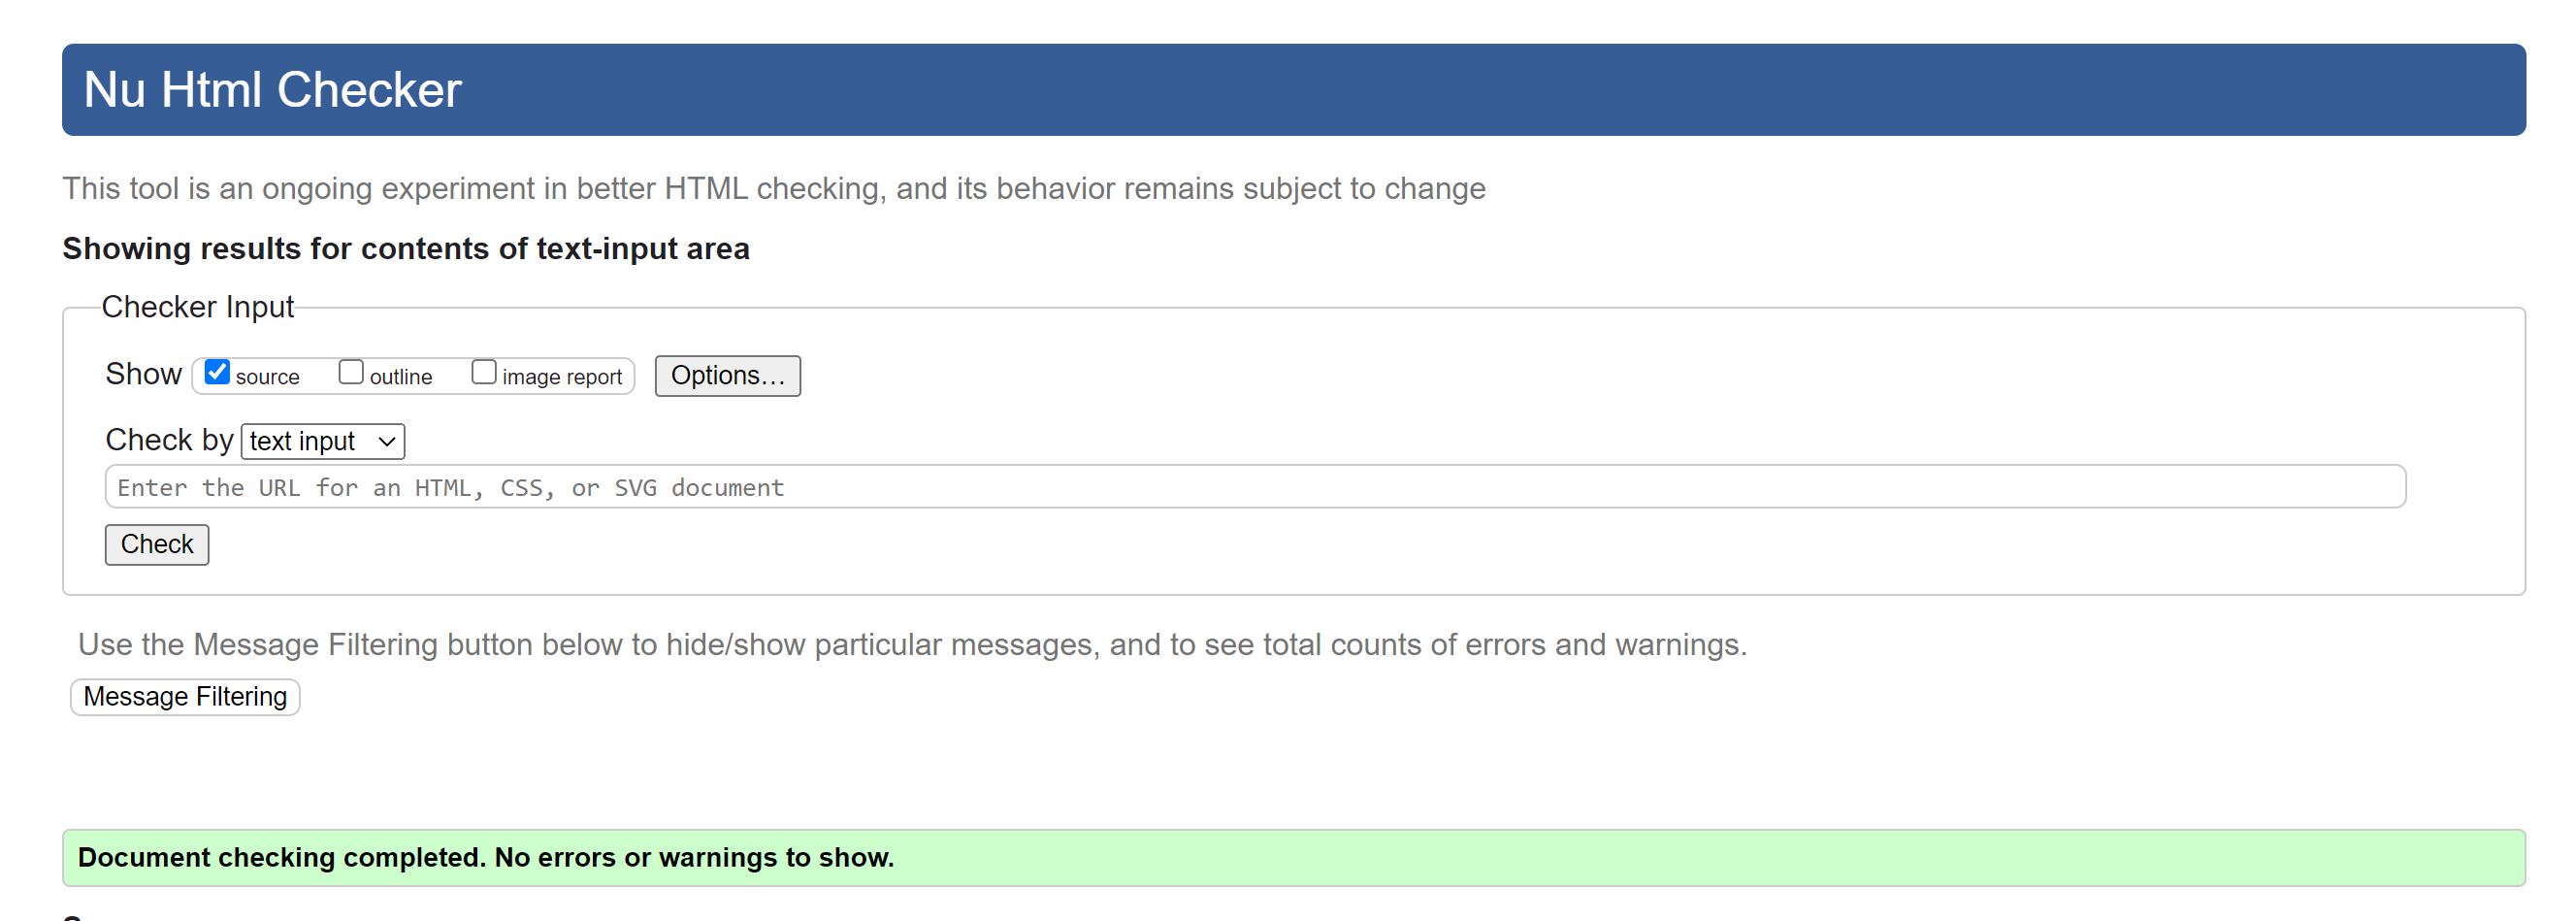 Nu Html Checker
This tool is an ongoing experiment in better HTML checking, and its behavior remains subject to change
Showing results for contents of text-input area
Checker Input
Show source outline image report Options…
Check by text input
Enter the URL for an HTML, CSS, or SVG document
Check
Use the Message Filtering button below to hide/show particular messages, and to see total counts of errors and warnings.
Message Filtering
Document checking completed. No errors or warnings to show.